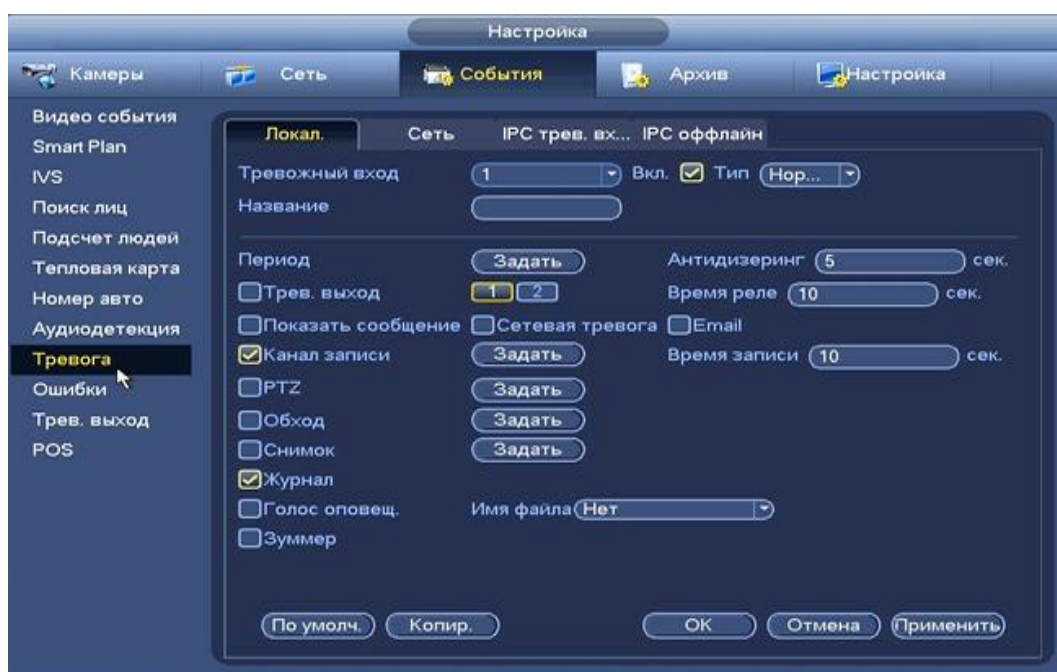 Настройка
Камеры Сеть События Архив Настройка
Видео события
Smart Plan
IVS
Поиск лиц
Подсчет людей
Тепловая карта
Номер авто
Аудиодетекция
Тревога
Ошибки
Трев. выход
POS
Локал. Сеть IPC трев. вх... IPC оффлайн
Тревожный вход 1 Вкл. Тип Нор...
Название
Период Задать Антидизеринг 5 сек.
Трев. выход 1 2 Время реле 10 сек.
Показать сообщение Сетевая тревога Email
Канал записи Задать Время записи 10 сек.
PTZ Задать
Обход Задать
Снимок Задать
Журнал
Голос оповещ. Имя файла Нет
Зуммер
По умолч. Копир. OK Отмена Применить